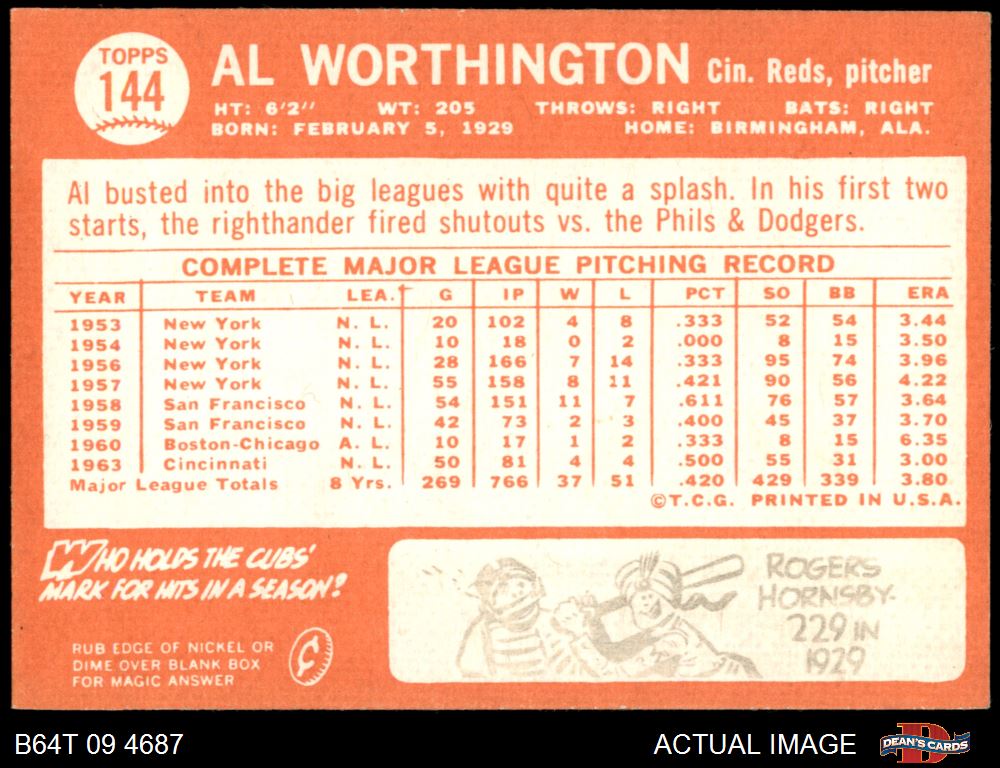 TOPPS
144
AL WORTHINGTON Cin. Reds, pitcher
HT: 6'2" WT: 205 THROWS: RIGHT BATS: RIGHT
BORN: FEBRUARY 5, 1929 HOME: BIRMINGHAM, ALA.
Al busted into the big leagues with quite a splash. In his first two
starts, the righthander fired shutouts vs. the Phils & Dodgers.
COMPLETE MAJOR LEAGUE PITCHING RECORD
YEAR TEAM LEA. G IP W L PCT SO BB ERA
1953 New York N. L. 20 102 4 8 .333 52 54 3.44
1954 New York N. L. 10 18 0 2 .000 8 15 3.50
1956 New York N. L. 28 166 7 14 .333 95 74 3.96
1957 New York N. L. 55 158 8 11 .421 90 56 4.22
1958 San Francisco N. L. 54 151 11 7 .611 76 57 3.64
1959 San Francisco N. L. 42 73 2 3 .400 45 37 3.70
1960 Boston-Chicago A. L. 10 17 1 2 .333 8 15 6.35
1963 Cincinnati N. L. 50 81 4 4 .500 55 31 3.00
Major League Totals 8 Yrs. 269 766 37 51 .420 429 339 3.80
©T.C.G. PRINTED IN U.S.A.
WHO HOLDS THE CUBS'
MARK FOR HITS IN A SEASON?
RUB EDGE OF NICKEL OR
DIME OVER BLANK BOX
FOR MAGIC ANSWER
ROGERS
HORNSBY-
229 IN
1929
B64T 09 4687
ACTUAL IMAGE
DEAN'S CARDS